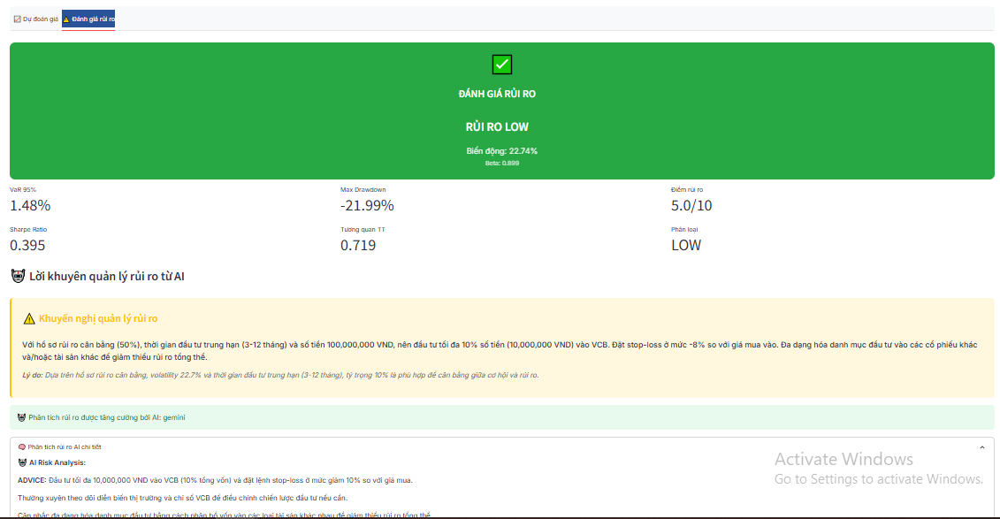 Dự đoán giá
Đánh giá rủi ro
ĐÁNH GIÁ RỦI RO
RỦI RO LOW
Biến động: 22.74%
Beta: 0.899
VaR 95%
Max Drawdown
Điểm rủi ro
1.48%
-21.99%
5.0/10
Sharpe Ratio
Tương quan TT
Phân loại
0.395
0.719
LOW
Lời khuyên quản lý rủi ro từ AI
Khuyến nghị quản lý rủi ro
Với hồ sơ rủi ro cân bằng (50%), thời gian đầu tư trung hạn (3-12 tháng) và số tiền 100,000,000 VND, nên đầu tư tối đa 10% số tiền (10,000,000 VND) vào VCB. Đặt stop-loss ở mức -8% so với giá mua vào. Đa dạng hóa danh mục đầu tư vào các cổ phiếu khác
và/hoặc tài sản khác để giảm thiểu rủi ro tổng thể.
Lý do: Dựa trên hồ sơ rủi ro cân bằng, volatility 22.7% và thời gian đầu tư trung hạn (3-12 tháng), tỷ trọng 10% là phù hợp để cân bằng giữa cơ hội và rủi ro.
Phân tích rủi ro được tăng cường bởi AI: gemini
Phân tích rủi ro AI chi tiết
AI Risk Analysis:
ADVICE: Đầu tư tối đa 10,000,000 VND vào VCB (10% tổng vốn) và đặt lệnh stop-loss ở mức giảm 10% so với giá mua.
Thường xuyên theo dõi diễn biến thị trường và chỉ số VCB để điều chỉnh chiến lược đầu tư nếu cần.
Cân nhắc đa dạng hóa danh mục đầu tư bằng cách phân bổ vốn vào các loại tài sản khác nhau để giảm thiểu rủi ro tổng thể.
Activate Windows
Go to Settings to activate Windows.